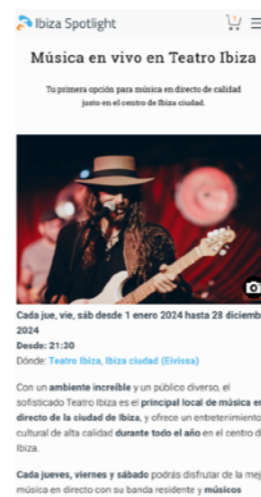 Ibiza Spotlight
Música en vivo en Teatro Ibiza
Tu primera opción para música en directo de calidad
justo en el centro de Ibiza ciudad.
Cada jue, vie, sáb desde 1 enero 2024 hasta 28 diciemb
2024
Desde: 21:30
Dónde: Teatro Ibiza, Ibiza ciudad (Eivissa)
Con un ambiente increíble y un público diverso, el
sofisticado Teatro Ibiza es el principal local de música en
directo de la ciudad de Ibiza, y ofrece un entretenimiento
cultural de alta calidad durante todo el año en el centro d
Ibiza.
Cada jueves, viernes y sábado podrás disfrutar de la mej
música en directo con su banda residente y músicos